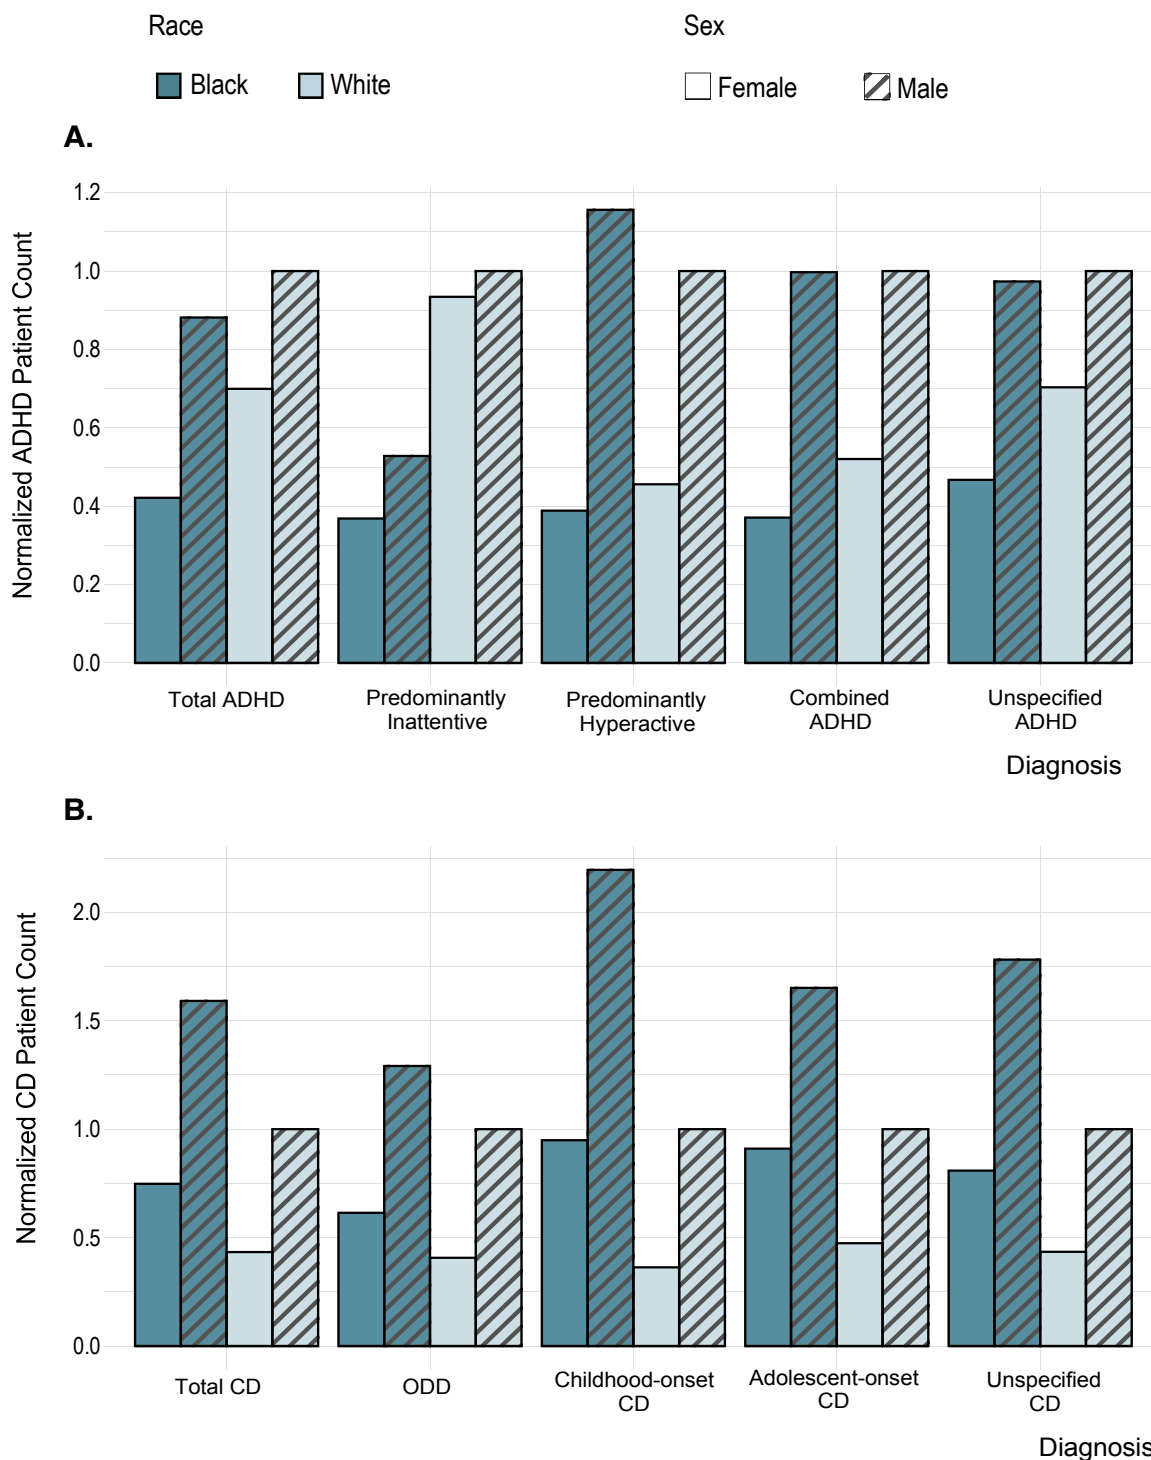 Race
Sex
Black
White
Female
Male
A.
Normalized ADHD Patient Count
1.2
1.0
0.8
0.6
0.4
0.2
0.0
Total ADHD
Predominantly
Inattentive
Predominantly
Hyperactive
Combined
ADHD
Unspecified
ADHD
Diagnosis
B.
Normalized CD Patient Count
2.0
1.5
1.0
0.5
0.0
Total CD
ODD
Childhood-onset
CD
Adolescent-onset
CD
Unspecified
CD
Diagnosis